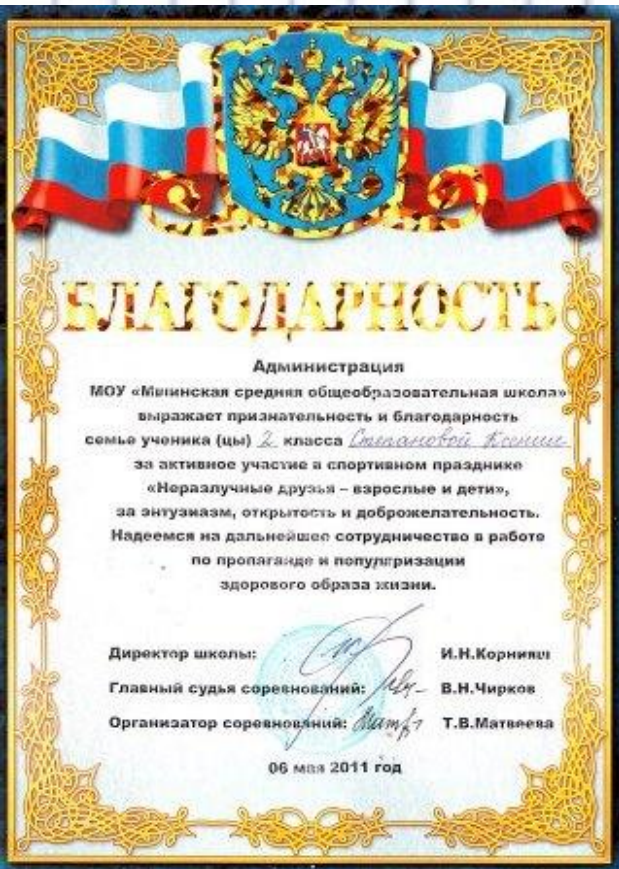 БЛАГОДАРНОСТЬ
Администрация
МОУ «Мининская средняя общеобразовательная школа»
выражает признательность и благодарность
семье ученика (цы) 2 класса Степановой Ксении
за активное участие в спортивном празднике
«Неразлучные друзья – взрослые и дети»,
за энтузиазм, открытость и доброжелательность.
Надеемся на дальнейшее сотрудничество в работе
по пропаганде и популяризации
здорового образа жизни.
Директор школы: И.Н.Корнияш
Главный судья соревнований: В.Н.Чирков
Организатор соревнований: Т.В.Матвеева
06 мая 2011 год